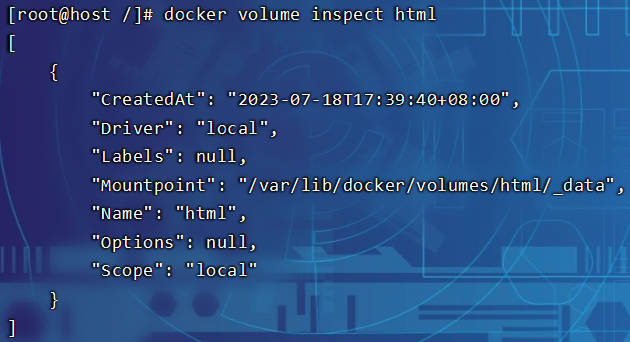 [root@host /]# docker volume inspect html
[
    {
        "CreatedAt": "2023-07-18T17:39:40+08:00",
        "Driver": "local",
        "Labels": null,
        "Mountpoint": "/var/lib/docker/volumes/html/_data",
        "Name": "html",
        "Options": null,
        "Scope": "local"
    }
]